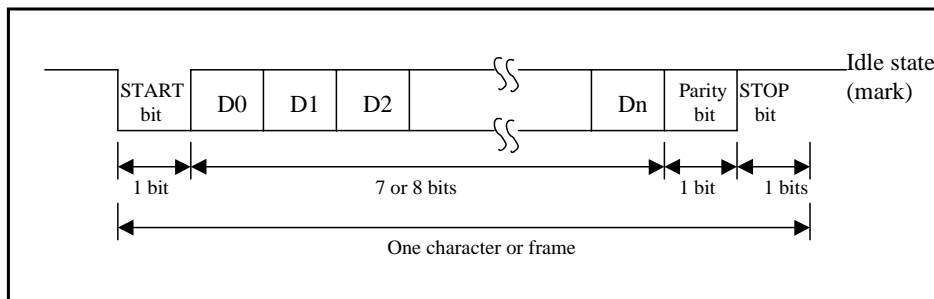 Idle state
(mark)
START
bit
D0
D1
D2
Dn
Parity
bit
STOP
bit
1 bit
7 or 8 bits
1 bit
1 bits
One character or frame